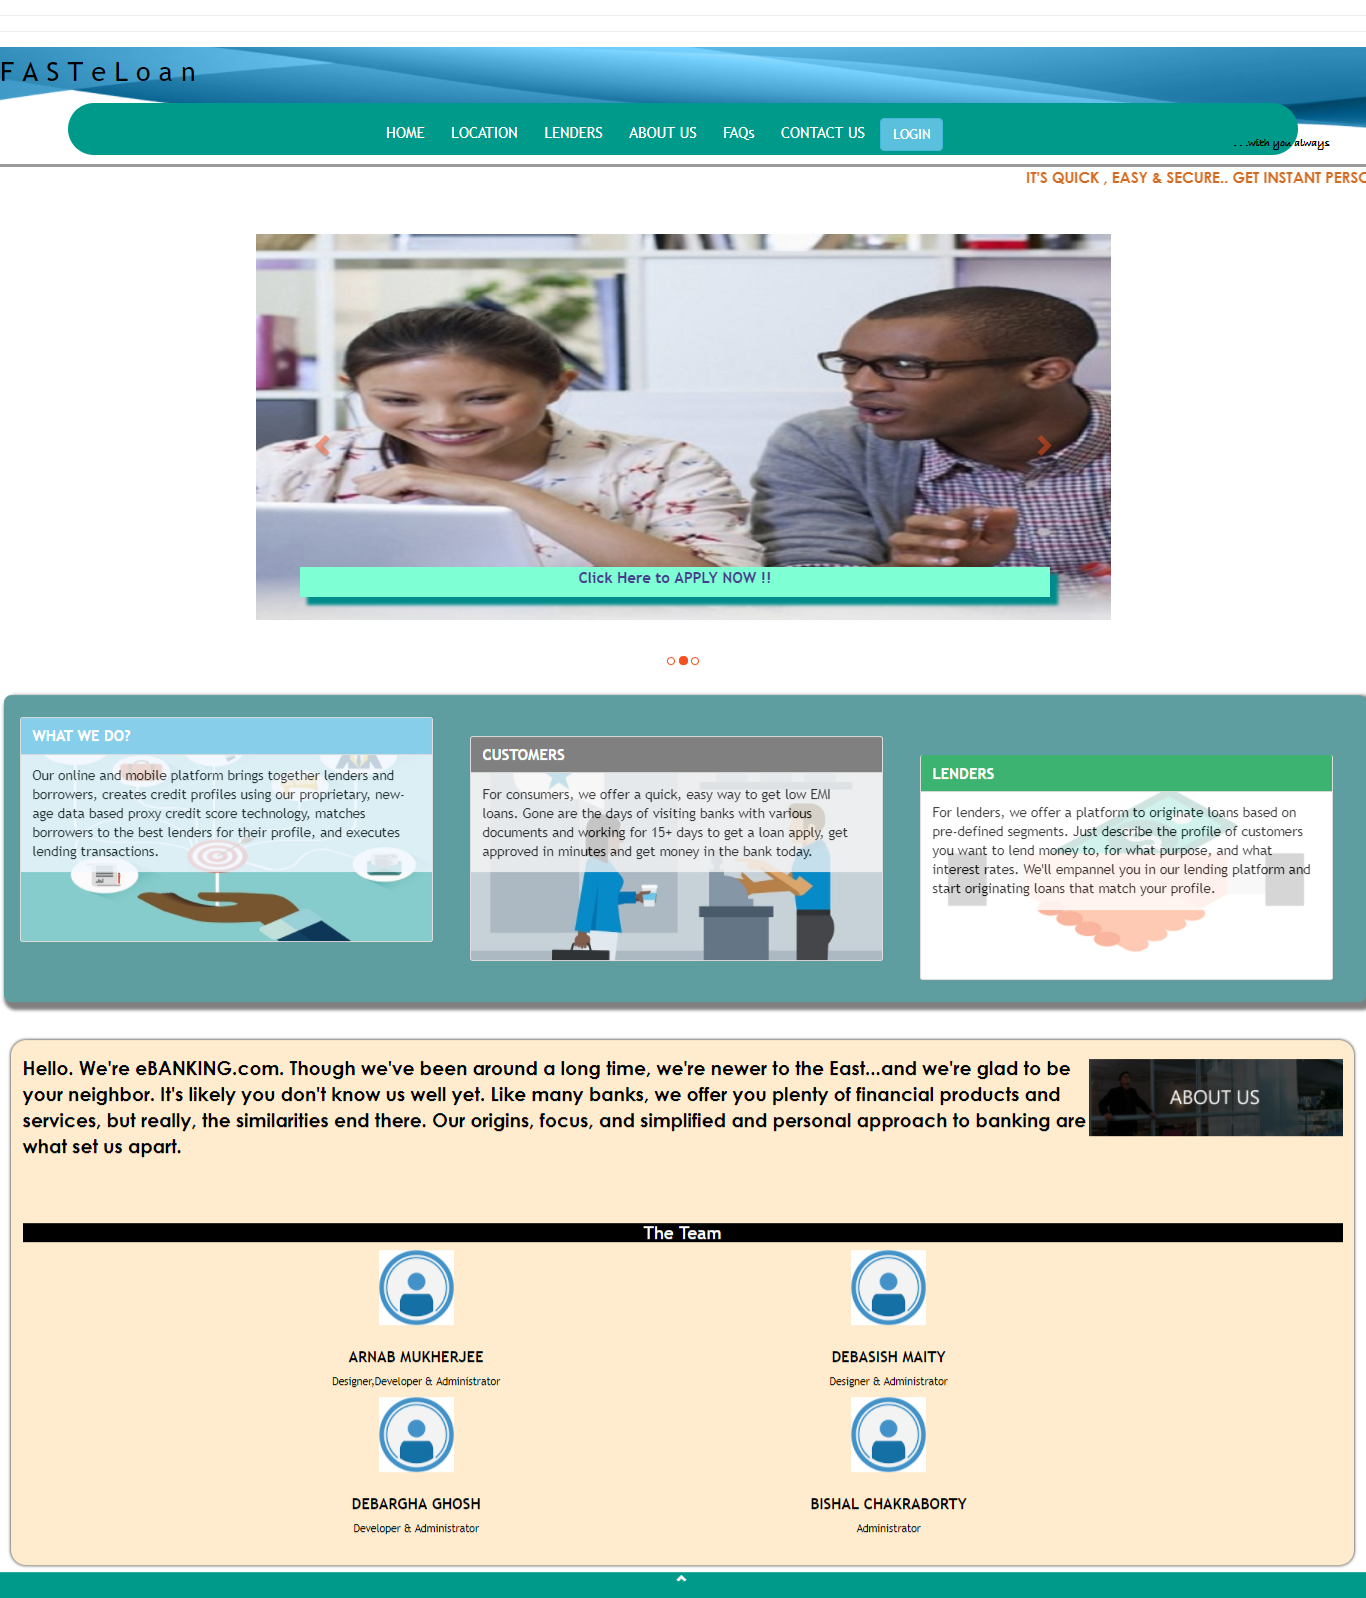 FASTeLoan
HOME LOCATION LENDERS ABOUT US FAQs CONTACT US LOGIN
. . .with you always
IT'S QUICK , EASY & SECURE.. GET INSTANT PERSO
Click Here to APPLY NOW !!
WHAT WE DO?
Our online and mobile platform brings together lenders and
borrowers, creates credit profiles using our proprietary, new-
age data based proxy credit score technology, matches
borrowers to the best lenders for their profile, and executes
lending transactions.
CUSTOMERS
For consumers, we offer a quick, easy way to get low EMI
loans. Gone are the days of visiting banks with various
documents and working for 15+ days to get a loan apply, get
approved in minutes and get money in the bank today.
LENDERS
For lenders, we offer a platform to originate loans based on
pre-defined segments. Just describe the profile of customers
you want to lend money to, for what purpose, and what
interest rates. We'll empannel you in our lending platform and
start originating loans that match your profile.
Hello. We're eBANKING.com. Though we've been around a long time, we're newer to the East...and we're glad to be
your neighbor. It's likely you don't know us well yet. Like many banks, we offer you plenty of financial products and
services, but really, the similarities end there. Our origins, focus, and simplified and personal approach to banking are
what set us apart.
ABOUT US
The Team
ARNAB MUKHERJEE
Designer,Developer & Administrator
DEBASISH MAITY
Designer & Administrator
DEBARGHA GHOSH
Developer & Administrator
BISHAL CHAKRABORTY
Administrator